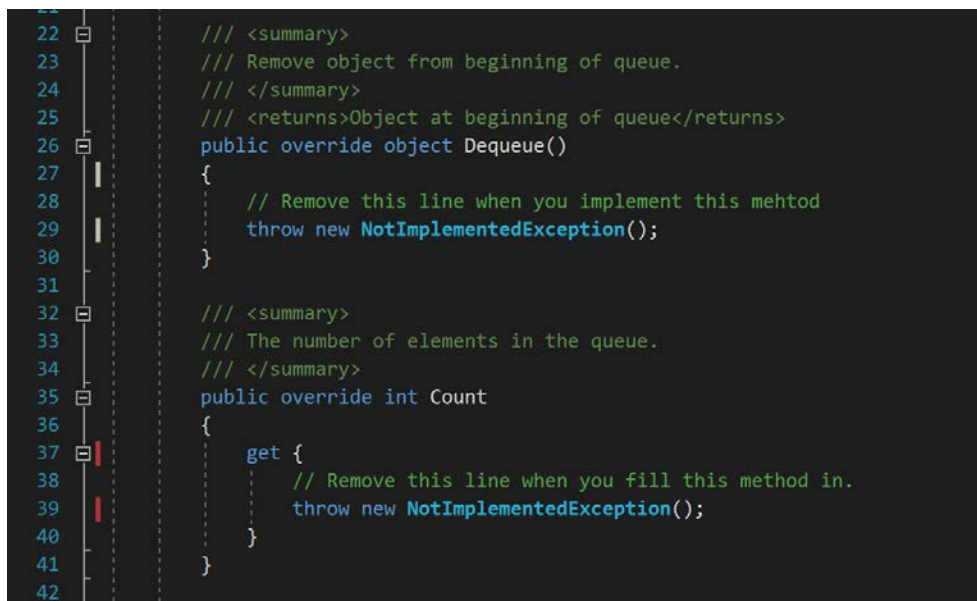 22 /// <summary>
23 /// Remove object from beginning of queue.
24 /// </summary>
25 /// <returns>Object at beginning of queue</returns>
26 public override object Dequeue()
27 {
28 // Remove this line when you implement this mehtod
29 throw new NotImplementedException();
30 }
31
32 /// <summary>
33 /// The number of elements in the queue.
34 /// </summary>
35 public override int Count
36 {
37 get {
38 // Remove this line when you fill this method in.
39 throw new NotImplementedException();
40 }
41 }
42